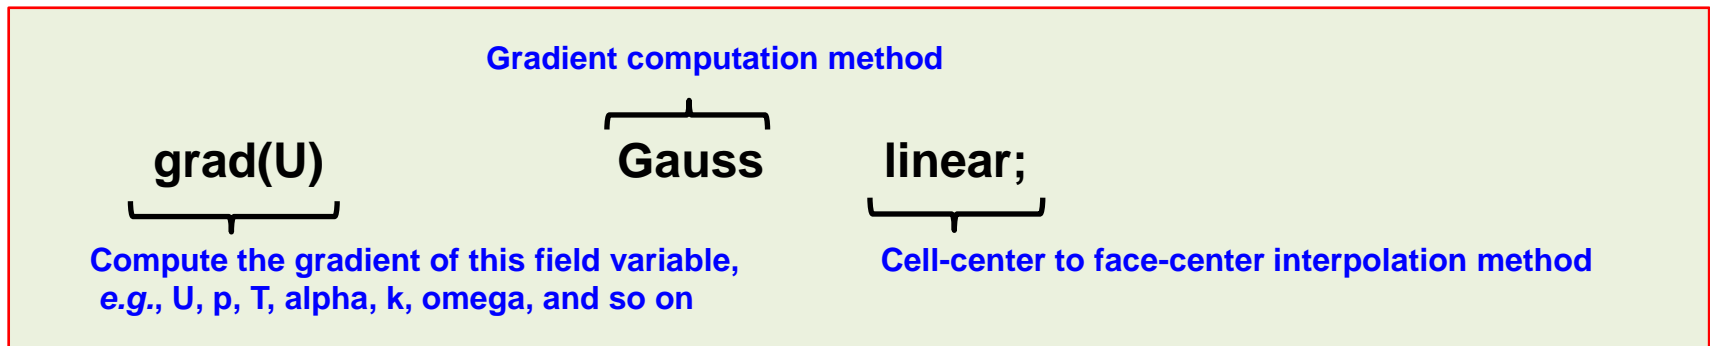 Gradient computation method
grad(U) Gauss linear;
Compute the gradient of this field variable,
e.g., U, p, T, alpha, k, omega, and so on
Cell-center to face-center interpolation method